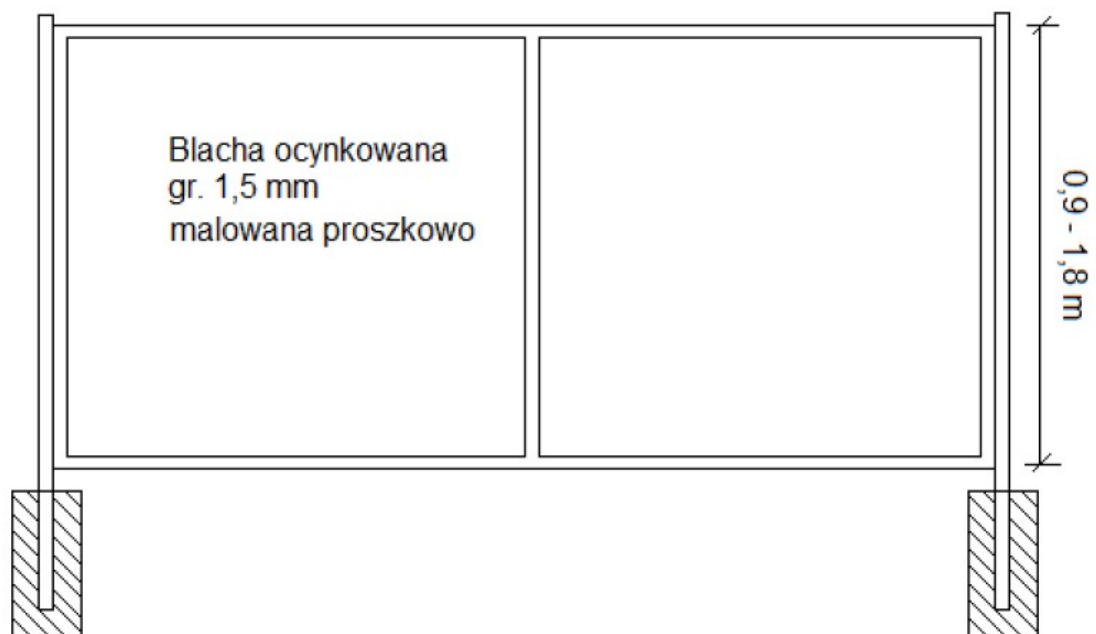 Blacha ocynkowana
gr. 1,5 mm
malowana proszkowo
0,9 - 1,8 m